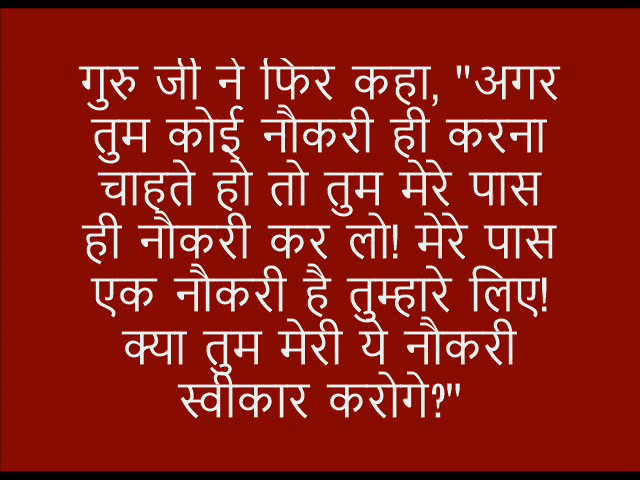 गुरु जी ने फिर कहा, "अगर
तुम कोई नौकरी ही करना
चाहते हो तो तुम मेरे पास
ही नौकरी कर लो! मेरे पास
एक नौकरी है तुम्हारे लिए!
क्या तुम मेरी ये नौकरी
स्वीकार करोगे?"